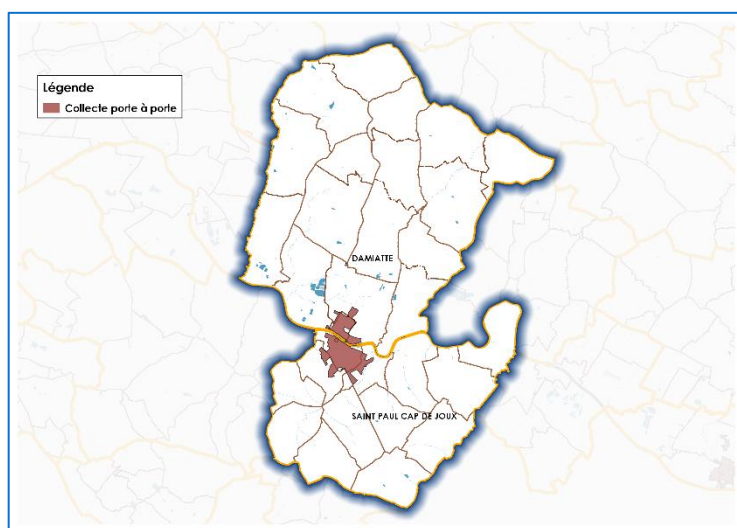 Légende
Collecte porte à porte
DAMIATTE
SAINT PAUL CAP DE JOUX